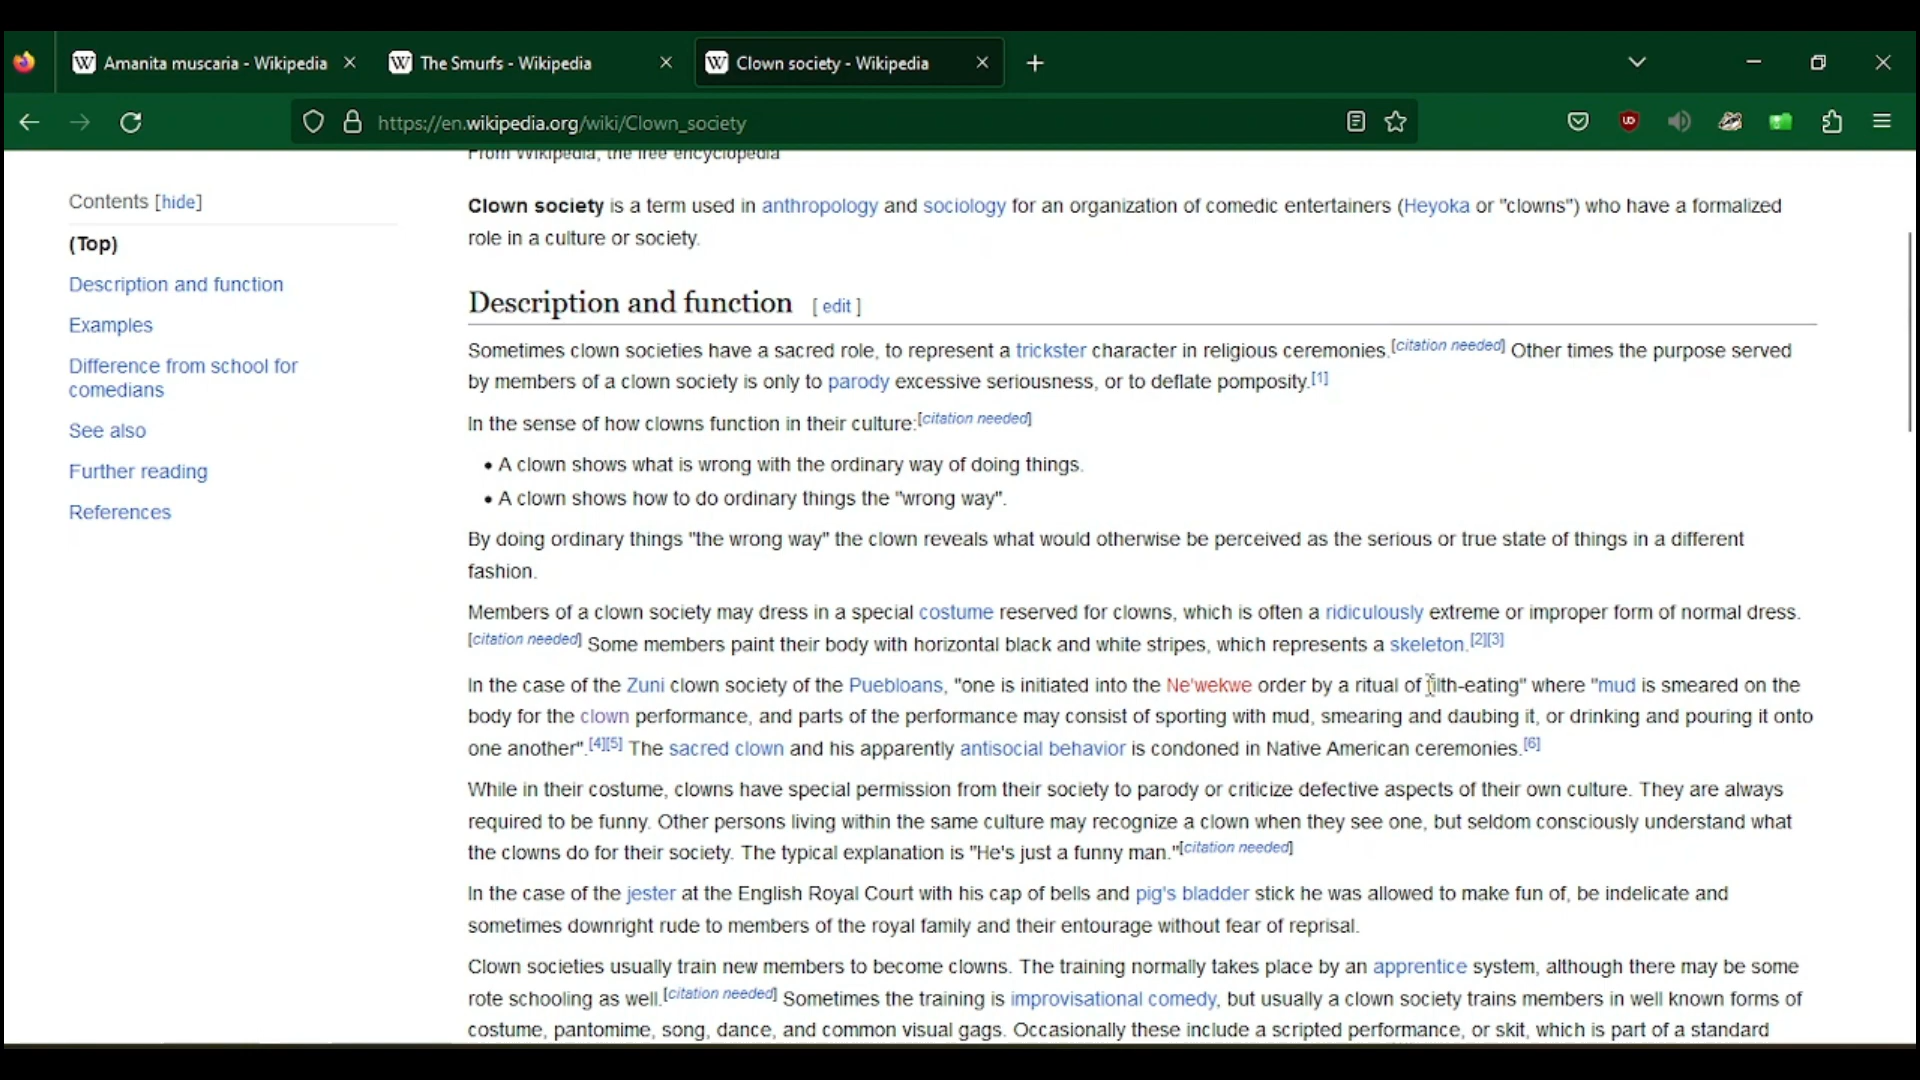 Amanita muscaria - Wikipedia
The Smurfs - Wikipedia
Clown society - Wikipedia
https://en.wikipedia.org/wiki/Clown_society
From Wikipedia, the free encyclopedia
Contents [hide]
(Top)
Description and function
Examples
Difference from school for
comedians
See also
Further reading
References
Clown society is a term used in anthropology and sociology for an organization of comedic entertainers (Heyoka or "clowns") who have a formalized
role in a culture or society.
Description and function [ edit ]
Sometimes clown societies have a sacred role, to represent a trickster character in religious ceremonies.[citation needed] Other times the purpose served
by members of a clown society is only to parody excessive seriousness, or to deflate pomposity.[1]
In the sense of how clowns function in their culture:[citation needed]
• A clown shows what is wrong with the ordinary way of doing things.
• A clown shows how to do ordinary things the "wrong way".
By doing ordinary things "the wrong way" the clown reveals what would otherwise be perceived as the serious or true state of things in a different
fashion.
Members of a clown society may dress in a special costume reserved for clowns, which is often a ridiculously extreme or improper form of normal dress.
[citation needed] Some members paint their body with horizontal black and white stripes, which represents a skeleton.[2][3]
In the case of the Zuni clown society of the Puebloans, "one is initiated into the Ne'wekwe order by a ritual of filth-eating" where "mud is smeared on the
body for the clown performance, and parts of the performance may consist of sporting with mud, smearing and daubing it, or drinking and pouring it onto
one another".[4][5] The sacred clown and his apparently antisocial behavior is condoned in Native American ceremonies.[6]
While in their costume, clowns have special permission from their society to parody or criticize defective aspects of their own culture. They are always
required to be funny. Other persons living within the same culture may recognize a clown when they see one, but seldom consciously understand what
the clowns do for their society. The typical explanation is "He's just a funny man."[citation needed]
In the case of the jester at the English Royal Court with his cap of bells and pig's bladder stick he was allowed to make fun of, be indelicate and
sometimes downright rude to members of the royal family and their entourage without fear of reprisal.
Clown societies usually train new members to become clowns. The training normally takes place by an apprentice system, although there may be some
rote schooling as well.[citation needed] Sometimes the training is improvisational comedy, but usually a clown society trains members in well known forms of
costume, pantomime, song, dance, and common visual gags. Occasionally these include a scripted performance, or skit, which is part of a standard